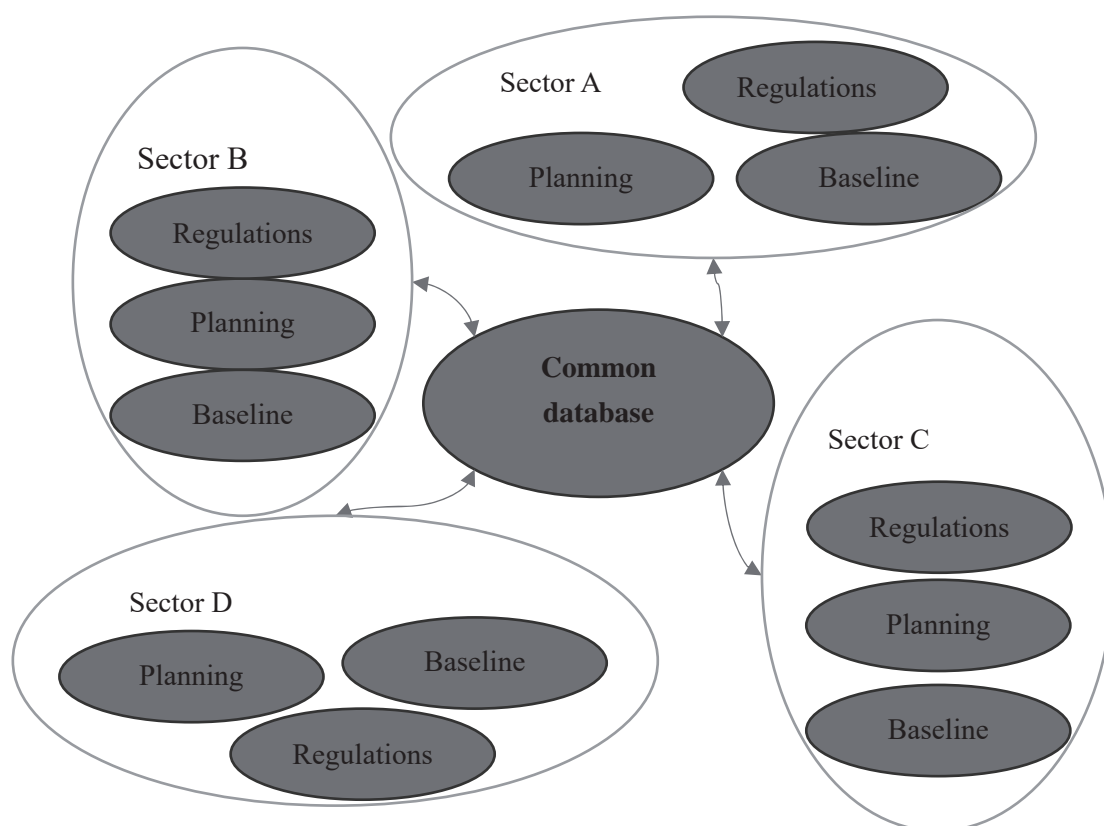 Sector A
Regulations
Planning
Baseline
Sector B
Regulations
Planning
Baseline
Common
database
Sector C
Regulations
Planning
Baseline
Sector D
Planning
Baseline
Regulations